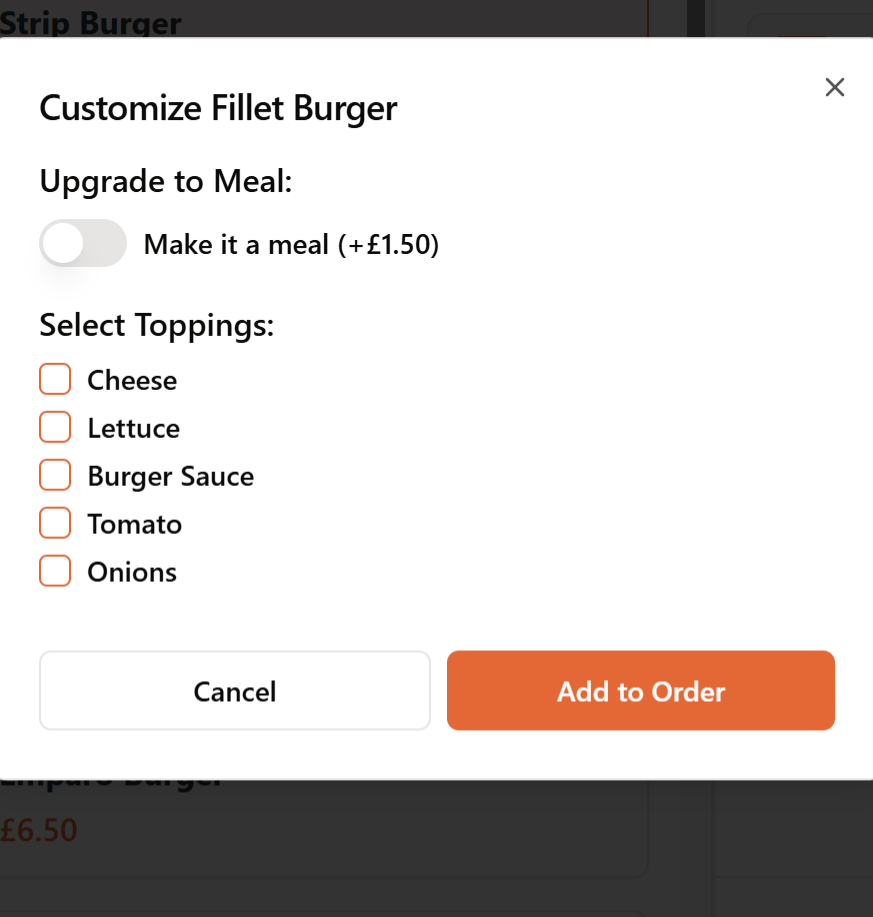 Strip Burger
Customize Fillet Burger
Upgrade to Meal:
Make it a meal (+£1.50)
Select Toppings:
Cheese
Lettuce
Burger Sauce
Tomato
Onions
Cancel
Add to Order
Burger
£6.50